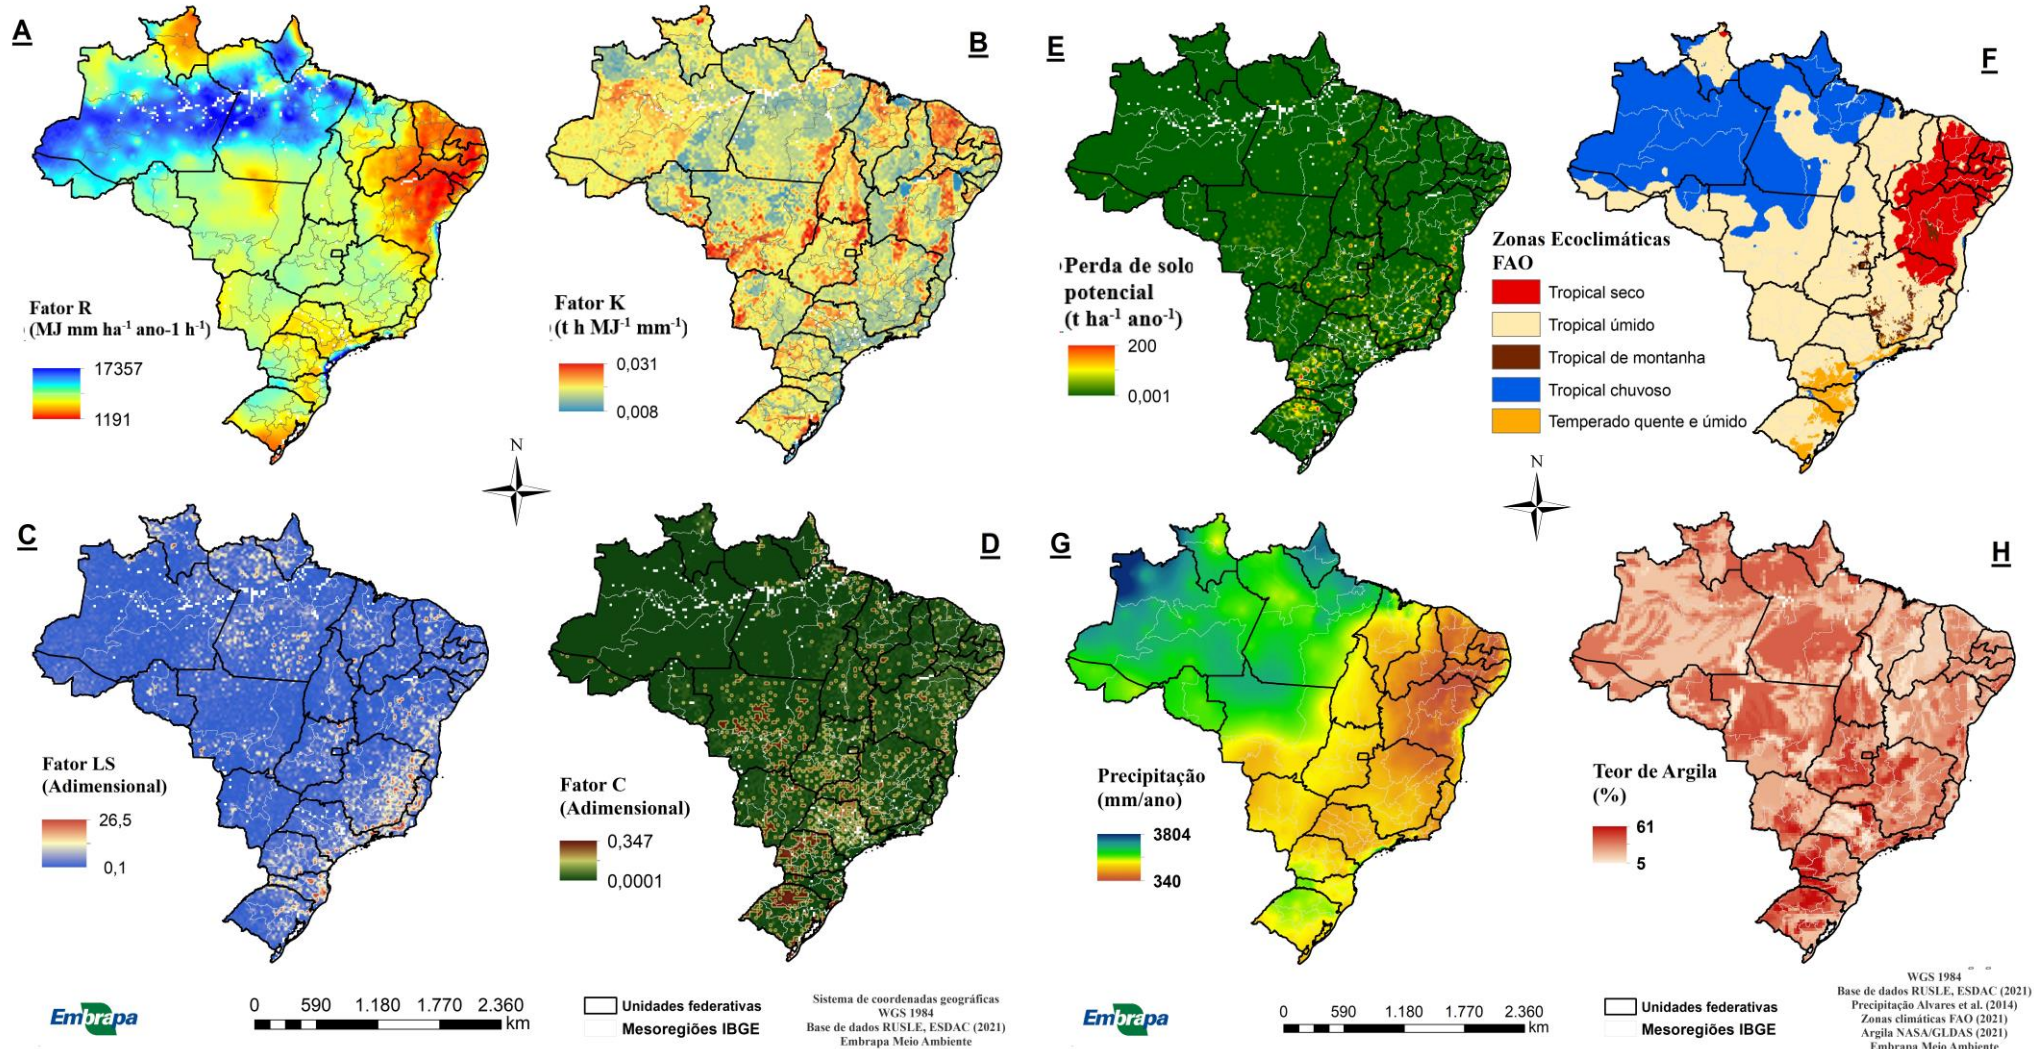 A
Fator R
(MJ mm ha⁻¹ ano-1 h⁻¹)
17357
1191
B
Fator K
(t h MJ⁻¹ mm⁻¹)
0,031
0,008
N
C
Fator LS
(Adimensional)
26,5
0,1
D
Fator C
(Adimensional)
0,347
0,0001
Embrapa
0 590 1.180 1.770 2.360
km
Unidades federativas
Mesoregiões IBGE
Sistema de coordenadas geográficas
WGS 1984
Base de dados RUSLE, ESDAC (2021)
Embrapa Meio Ambiente
E
Perda de solo
potencial
(t ha⁻¹ ano⁻¹)
200
0,001
F
Zonas Ecoclimáticas
FAO
Tropical seco
Tropical úmido
Tropical de montanha
Tropical chuvoso
Temperado quente e úmido
N
G
Precipitação
(mm/ano)
3804
340
H
Teor de Argila
(%)
61
5
Embrapa
0 590 1.180 1.770 2.360
km
Unidades federativas
Mesoregiões IBGE
WGS 1984
Base de dados RUSLE, ESDAC (2021)
Precipitação Alvares et al. (2014)
Zonas climáticas FAO (2021)
Argila NASA/GLDAS (2021)
Embrapa Meio Ambiente